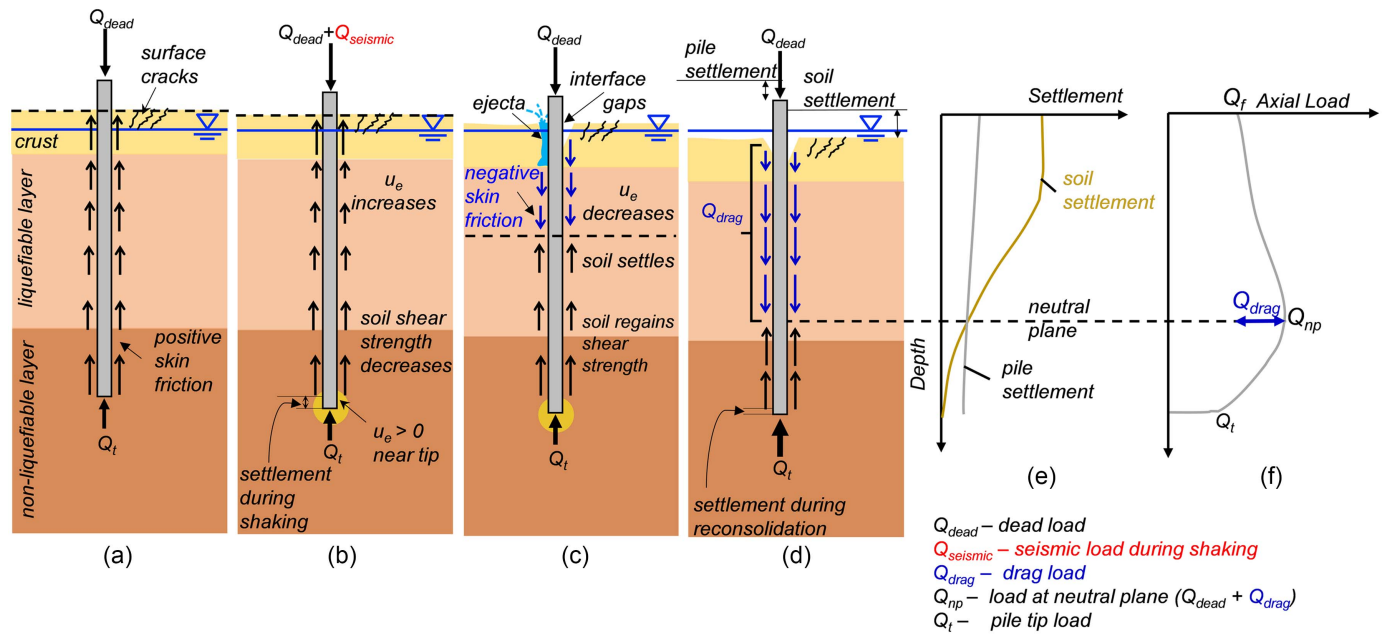 Q_dead
surface
cracks
crust
liquefiable layer
non-liquefiable layer
positive
skin
friction
Q_t
(a)
Q_dead+Q_seismic
u_e
increases
soil shear
strength
decreases
u_e > 0
near tip
Q_t
settlement
during
shaking
(b)
Q_dead
ejecta
interface
gaps
negative
skin
friction
u_e
decreases
soil settles
soil regains
shear
strength
Q_t
(c)
Q_dead
pile
settlement
soil
settlement
Q_drag
Q_t
settlement during
reconsolidation
(d)
Settlement
soil
settlement
neutral
plane
pile
settlement
Depth
(e)
Q_f
Axial Load
Q_drag
Q_np
Q_t
(f)
Q_dead – dead load
Q_seismic – seismic load during shaking
Q_drag – drag load
Q_np – load at neutral plane (Q_dead + Q_drag)
Q_t – pile tip load